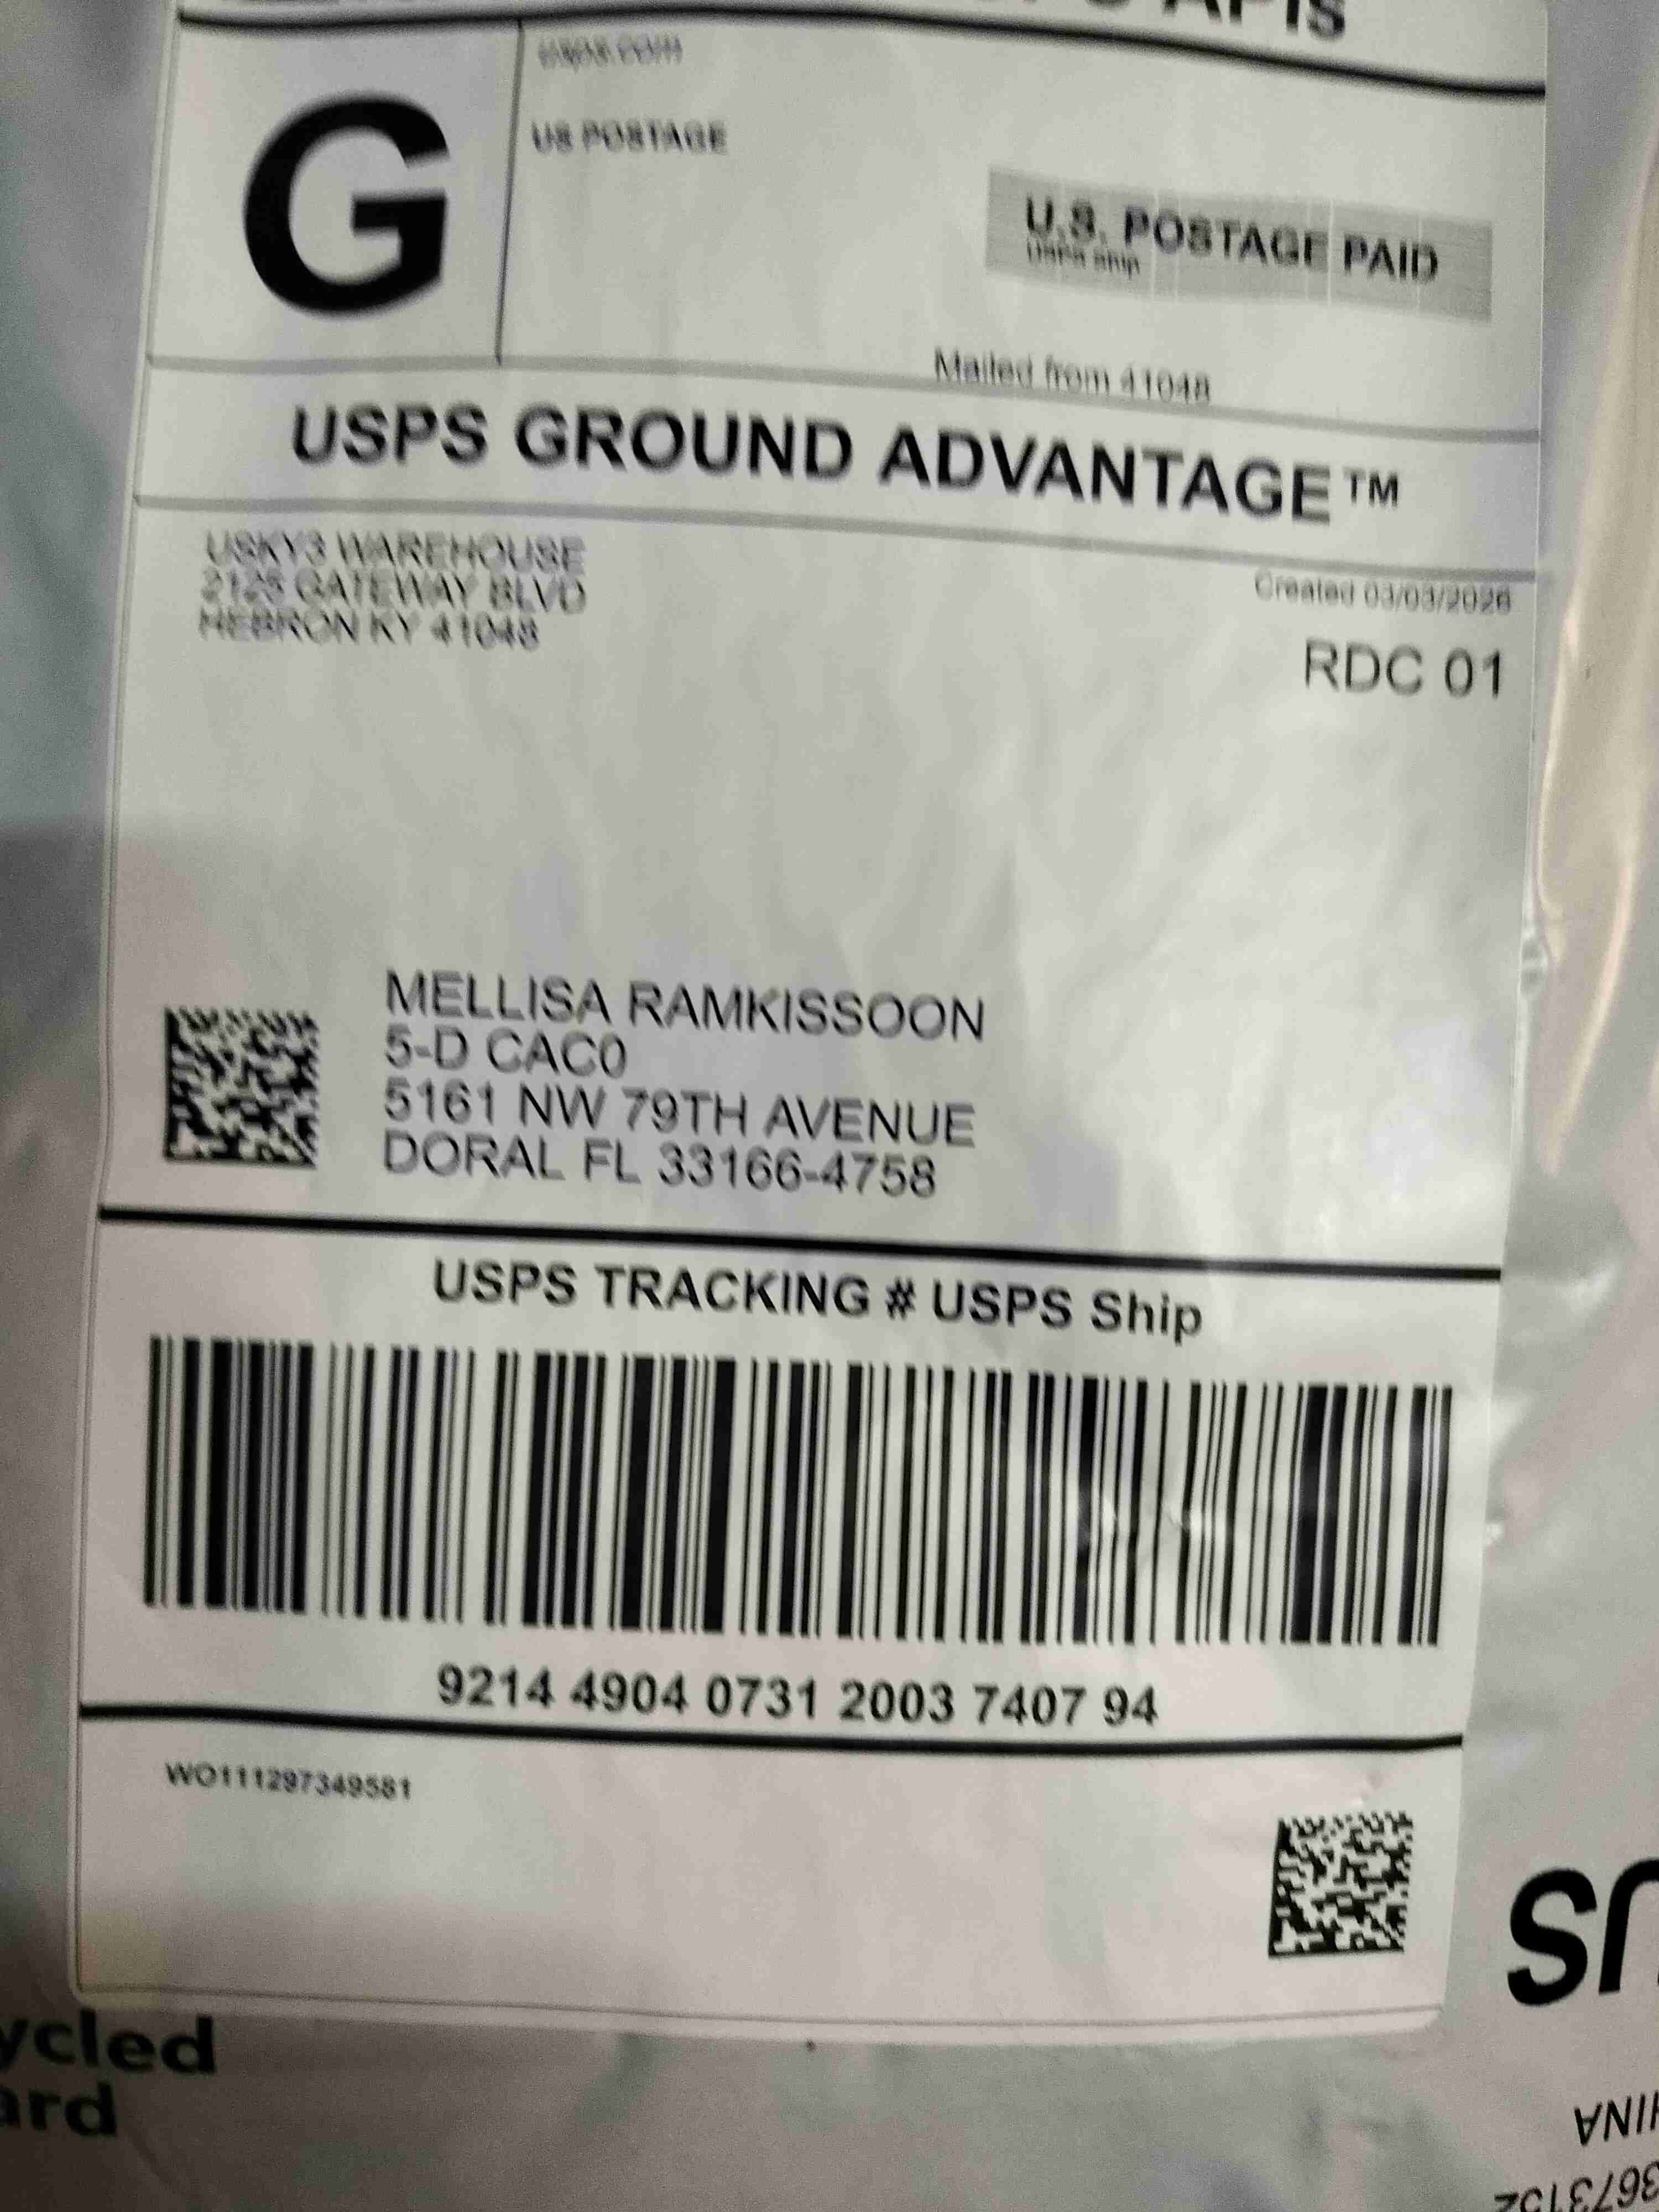 APIs
usps.com
G
US POSTAGE
U.S. POSTAGE PAID
USPS Ship
Mailed from 41048
USPS GROUND ADVANTAGE™
USKY3 WAREHOUSE
2125 GATEWAY BLVD
HEBRON KY 41048
Created 03/03/2026
RDC 01
MELLISA RAMKISSOON
5-D CAC0
5161 NW 79TH AVENUE
DORAL FL 33166-4758
USPS TRACKING # USPS Ship
9214 4904 0731 2003 7407 94
WO111297349581
ycled
ard